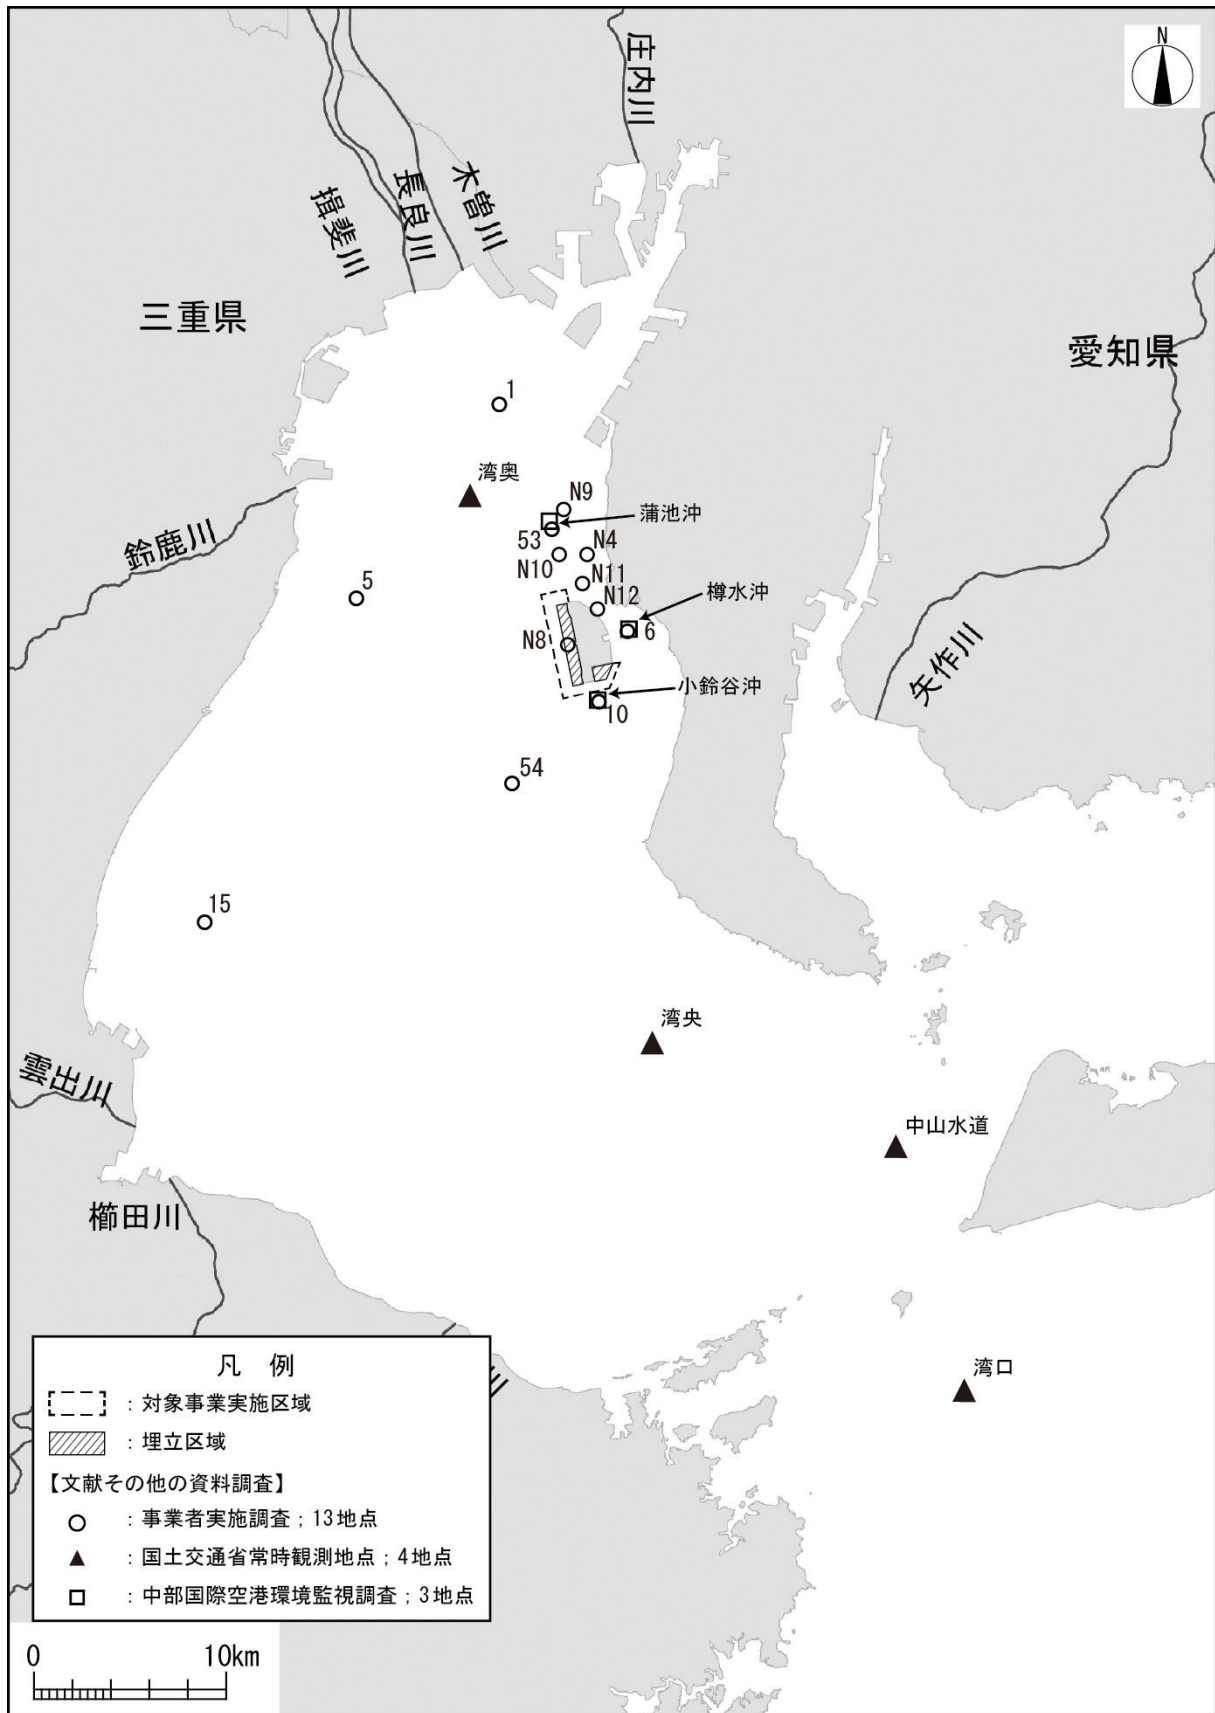 N
庄内川
木曽川
長良川
揖斐川
三重県
愛知県
1
湾奥
N9
蒲池沖
53
N4
N10
鈴鹿川
N11
5
N12
樽水沖
N8
6
矢作川
小鈴谷沖
10
54
15
湾央
雲出川
中山水道
櫛田川
湾口
川
凡 例
：対象事業実施区域
：埋立区域
【文献その他の資料調査】
：事業者実施調査；13地点
：国土交通省常時観測地点；4地点
：中部国際空港環境監視調査；3地点
0 10km